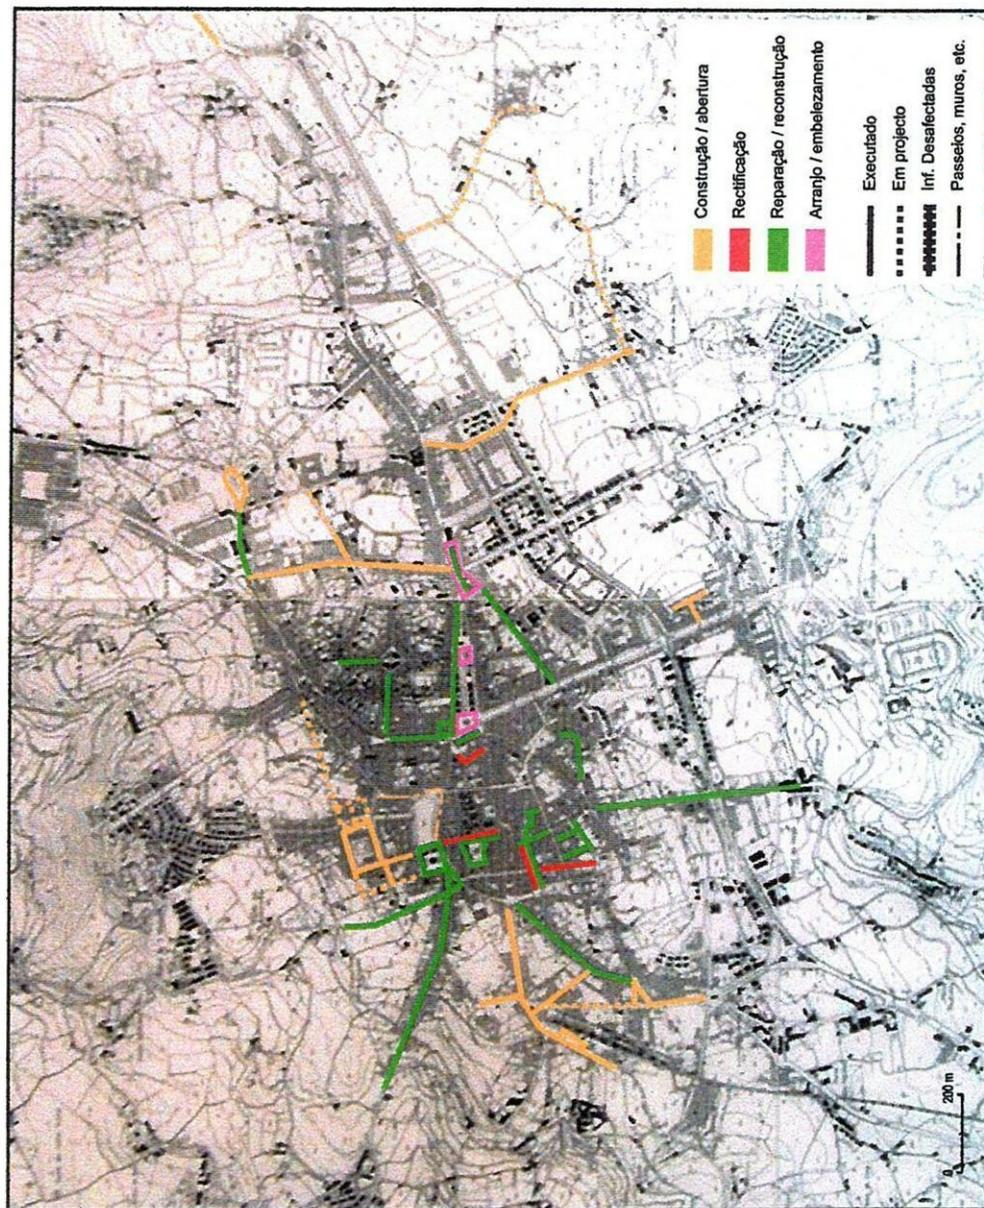 Construção / abertura
Rectificação
Reparação / reconstrução
Arranjo / embelezamento
Executado
Em projecto
Inf. Desafectadas
Passeios, muros, etc.
0 200 m